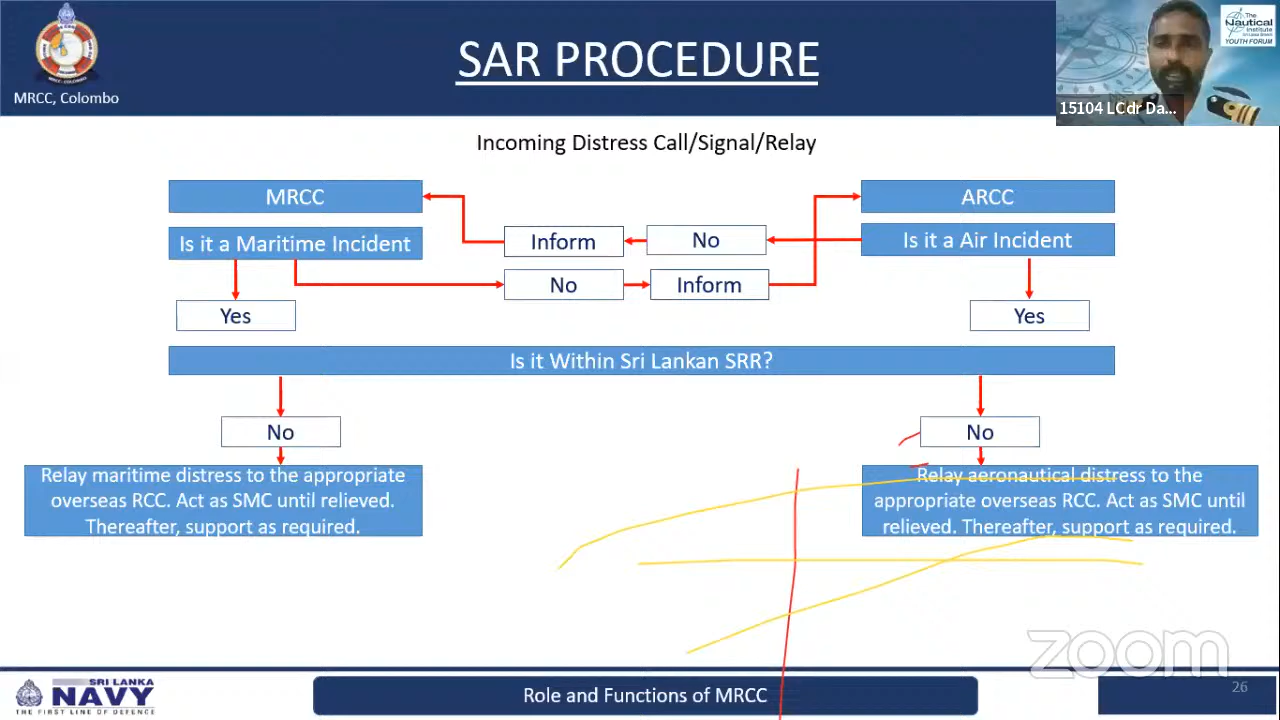 SAR PROCEDURE
MRCC, Colombo
The
Nautical
Institute
YOUTH FORUM
15104 LCdr Da...
Incoming Distress Call/Signal/Relay
MRCC
ARCC
Is it a Maritime Incident
Inform
No
Is it a Air Incident
No
Inform
Yes
Yes
Is it Within Sri Lankan SRR?
No
No
Relay maritime distress to the appropriate
overseas RCC. Act as SMC until relieved.
Thereafter, support as required.
Relay aeronautical distress to the
appropriate overseas RCC. Act as SMC until
relieved. Thereafter, support as required.
zoom
SRI LANKA
NAVY
THE FIRST LINE OF DEFENCE
Role and Functions of MRCC
26